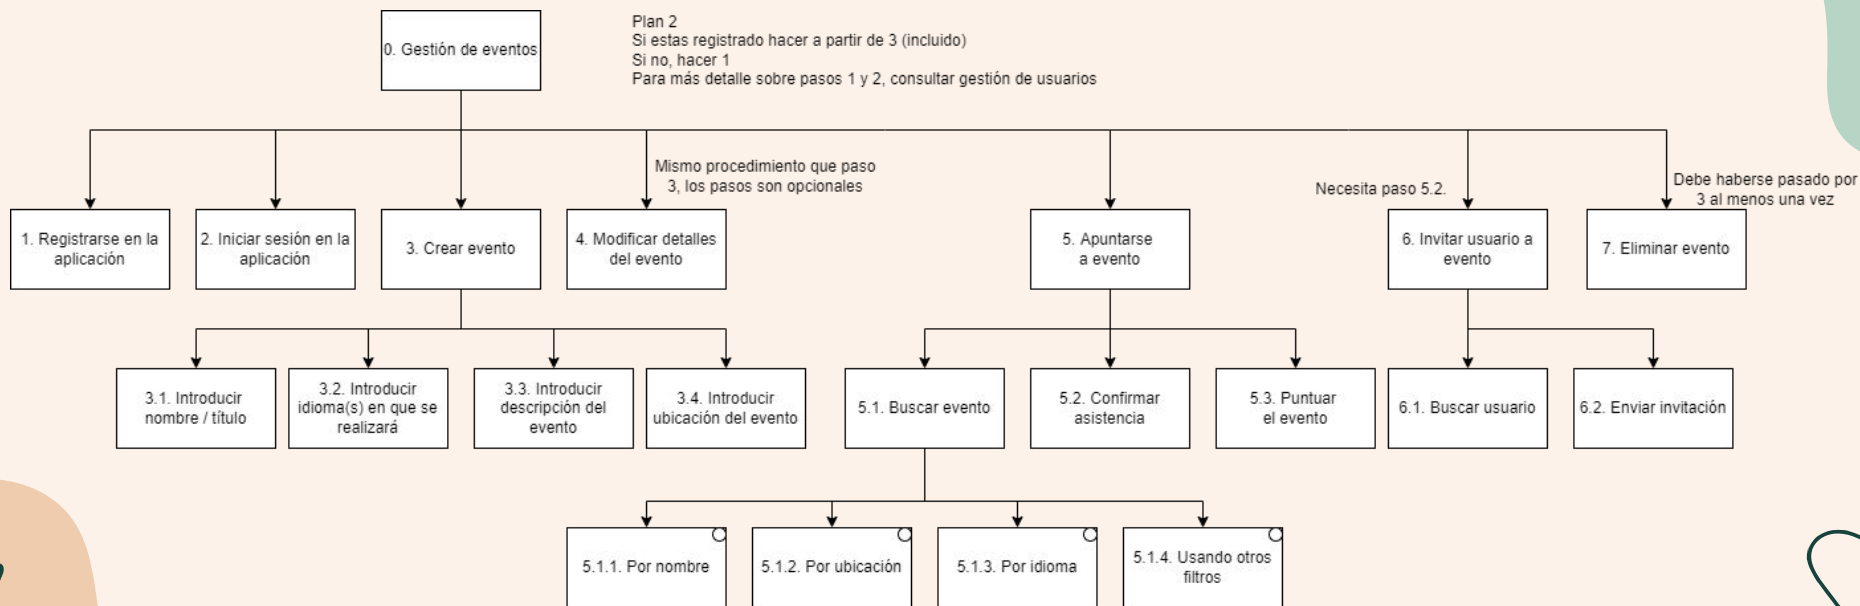 0. Gestión de eventos
Plan 2
Si estas registrado hacer a partir de 3 (incluido)
Si no, hacer 1
Para más detalle sobre pasos 1 y 2, consultar gestión de usuarios
Mismo procedimiento que paso
3, los pasos son opcionales
Necesita paso 5.2.
Debe haberse pasado por
3 al menos una vez
1. Registrarse en la
aplicación
2. Iniciar sesión en la
aplicación
3. Crear evento
4. Modificar detalles
del evento
5. Apuntarse
a evento
6. Invitar usuario a
evento
7. Eliminar evento
3.1. Introducir
nombre / título
3.2. Introducir
idioma(s) en que se
realizará
3.3. Introducir
descripción del
evento
3.4. Introducir
ubicación del evento
5.1. Buscar evento
5.2. Confirmar
asistencia
5.3. Puntuar
el evento
6.1. Buscar usuario
6.2. Enviar invitación
5.1.1. Por nombre
5.1.2. Por ubicación
5.1.3. Por idioma
5.1.4. Usando otros
filtros